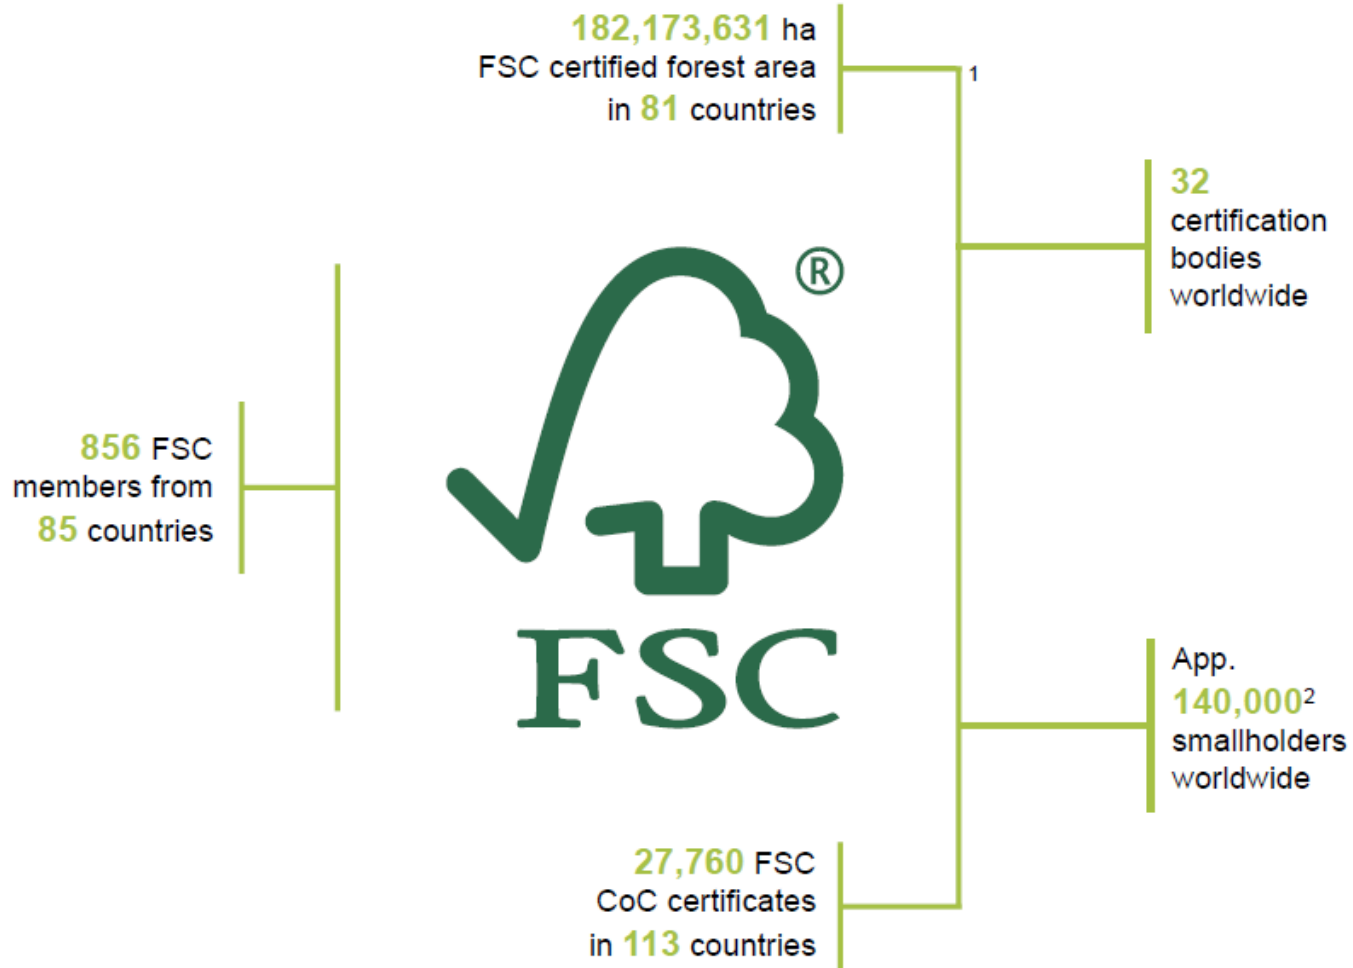 182,173,631 ha
FSC certified forest area
in 81 countries
1
32
certification
bodies
worldwide
®
856 FSC
members from
85 countries
FSC
App.
140,000²
smallholders
worldwide
27,760 FSC
CoC certificates
in 113 countries